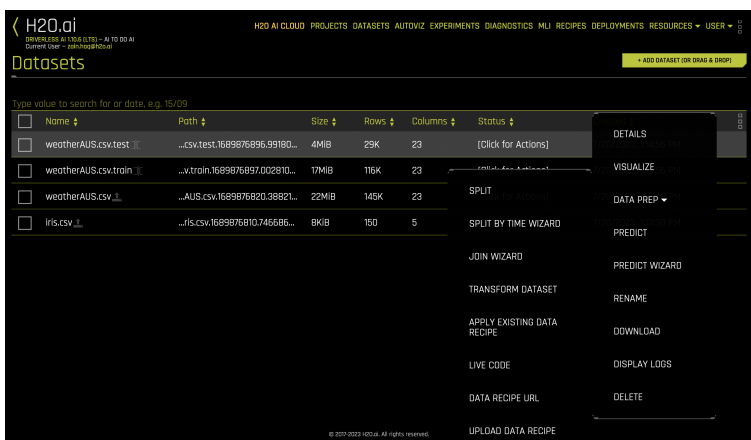 H2O.ai
DRIVERLESS AI 1.10.6 (LTS) – AI TO DO AI
Current User – zain.haq@h2o.ai
H2O AI CLOUD PROJECTS DATASETS AUTOVIZ EXPERIMENTS DIAGNOSTICS MLI RECIPES DEPLOYMENTS RESOURCES USER
Datasets
+ ADD DATASET (OR DRAG & DROP)
Type value to search for or date, e.g. 15/09
Name Path Size Rows Columns Status
weatherAUS.csv.test ...csv.test.1689876896.99180... 4MiB 29K 23 [Click for Actions]
weatherAUS.csv.train ...v.train.1689876897.002810... 17MiB 116K 23 [Click for Actions]
weatherAUS.csv ...AUS.csv.1689876820.38821... 22MiB 145K 23
iris.csv ...ris.csv.1689876810.746686... 8KiB 150 5
SPLIT
SPLIT BY TIME WIZARD
JOIN WIZARD
TRANSFORM DATASET
APPLY EXISTING DATA
RECIPE
LIVE CODE
DATA RECIPE URL
UPLOAD DATA RECIPE
DETAILS
VISUALIZE
DATA PREP
PREDICT
PREDICT WIZARD
RENAME
DOWNLOAD
DISPLAY LOGS
DELETE
© 2017-2023 H2O.ai. All rights reserved.